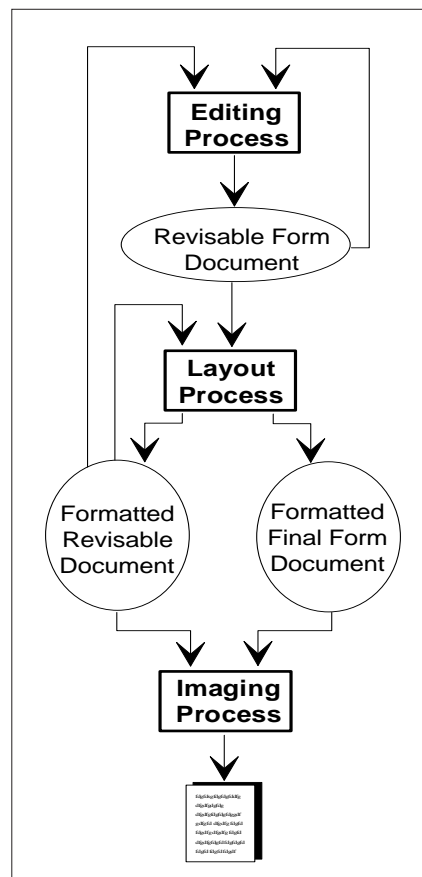 Editing
Process
Revisable Form
Document
Layout
Process
Formatted
Revisable
Document
Formatted
Final Form
Document
Imaging
Process